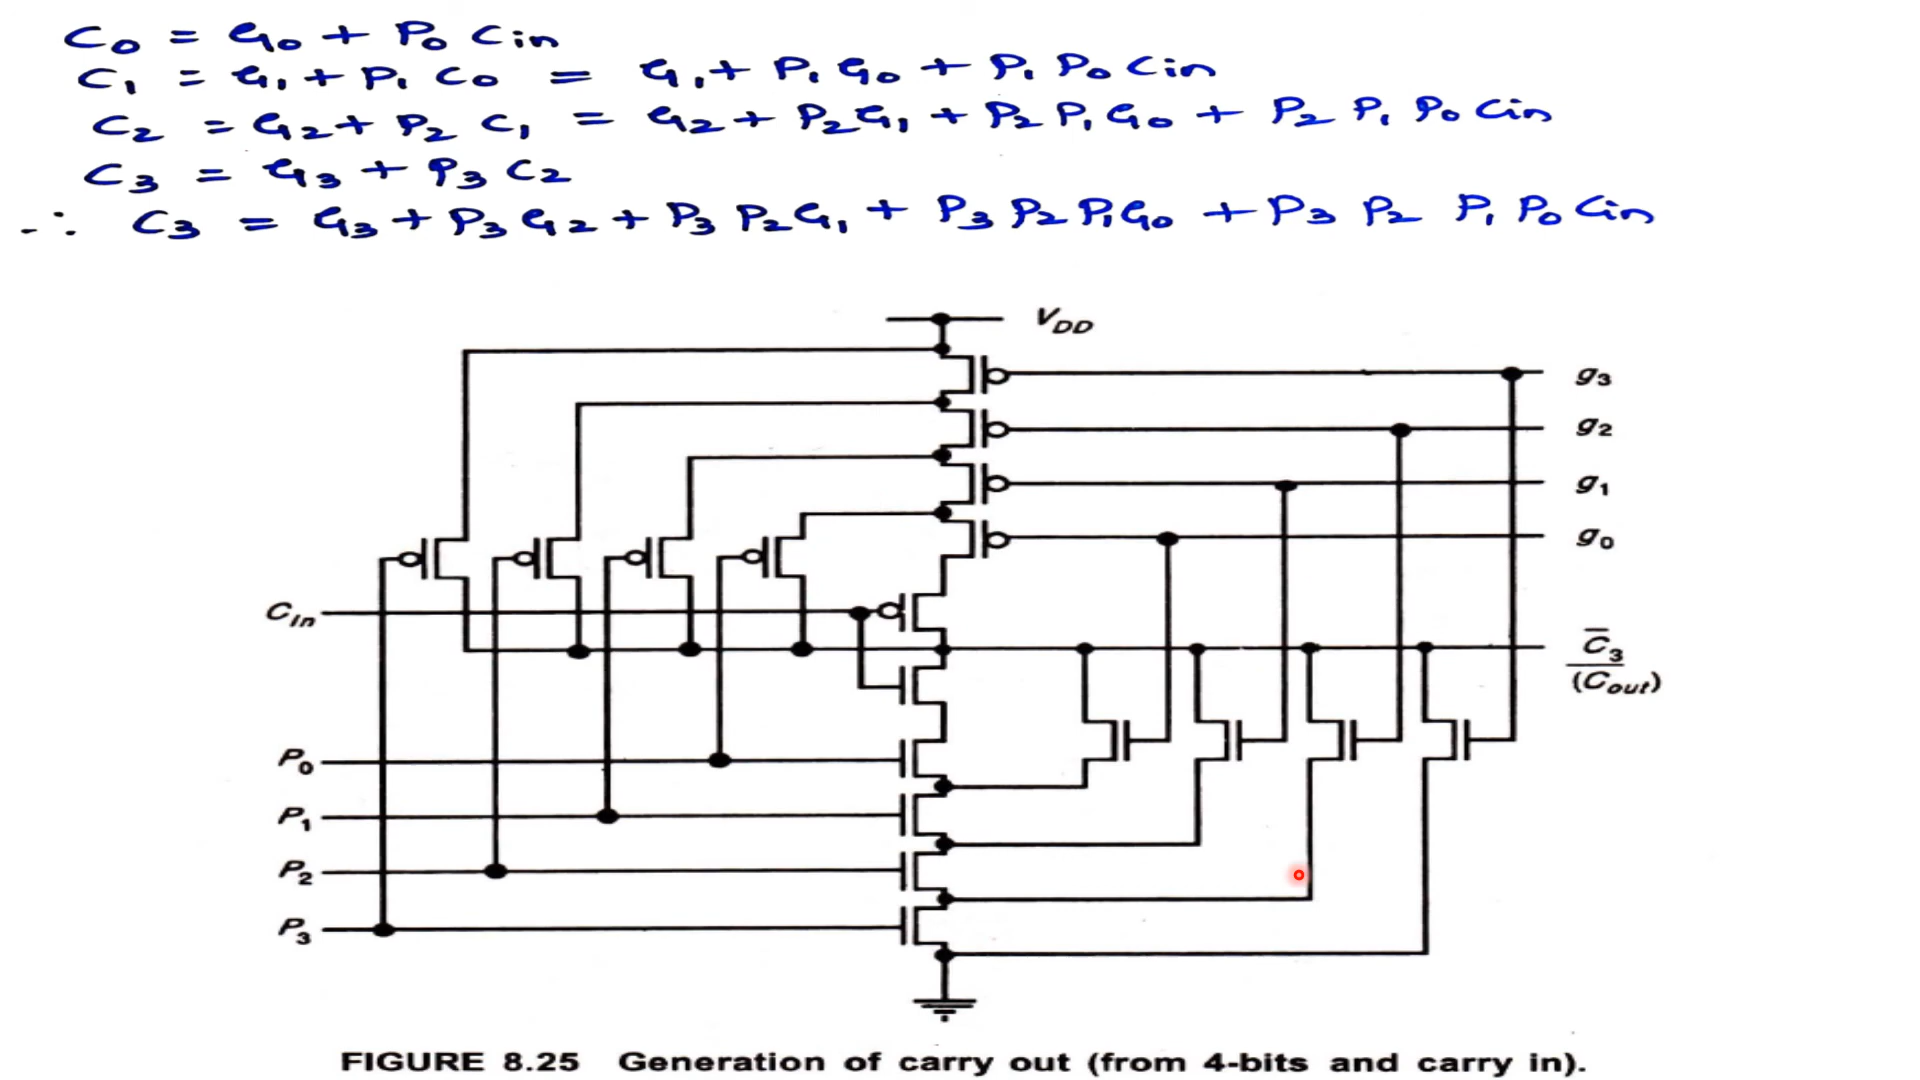 C0 = G0 + P0 Cin
C1 = G1 + P1 C0 = G1 + P1 G0 + P1 P0 Cin
C2 = G2 + P2 C1 = G2 + P2 G1 + P2 P1 G0 + P2 P1 P0 Cin
C3 = G3 + P3 C2
∴ C3 = G3 + P3 G2 + P3 P2 G1 + P3 P2 P1 G0 + P3 P2 P1 P0 Cin
VDD
g3
g2
g1
g0
Cin
C̅3
(Cout)
P0
P1
P2
P3
FIGURE 8.25 Generation of carry out (from 4-bits and carry in).